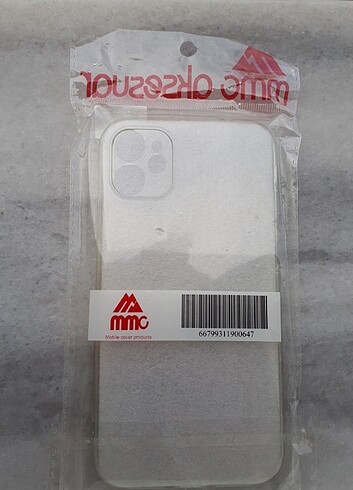 mmc aksesuar
mmc
Mobile cover products
66799311900647